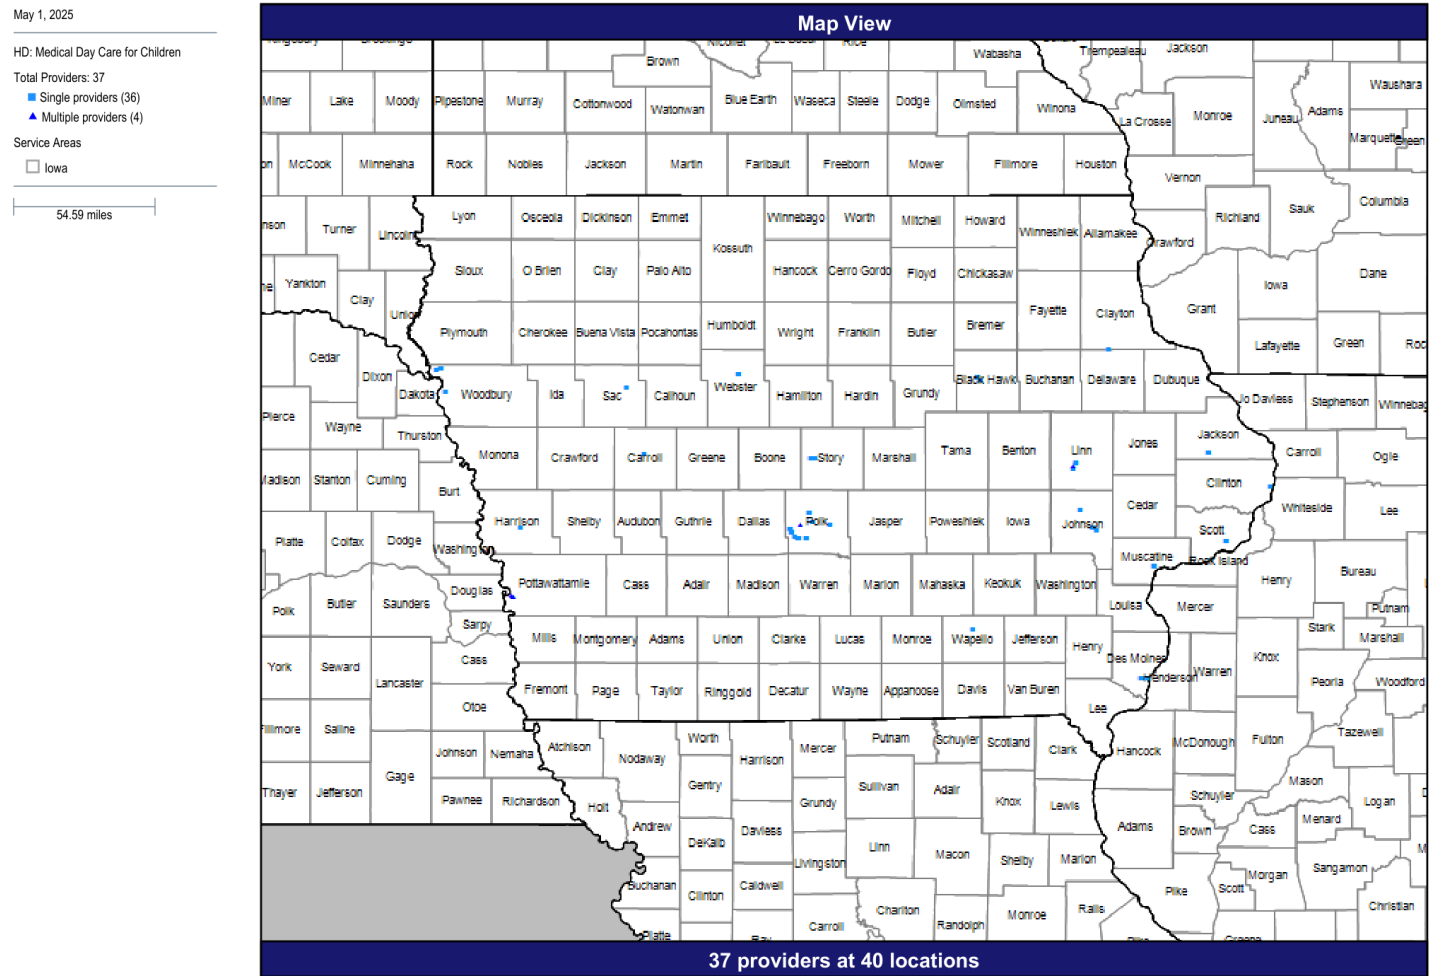 May 1, 2025
HD: Medical Day Care for Children
Total Providers: 37
Single providers (36)
Multiple providers (4)
Service Areas
Iowa
54.59 miles
Map View
Brown Nicollet Rice Wabasha Trempealeau Jackson
Miner Lake Moody Pipestone Murray Cottonwood Watonwan Blue Earth Waseca Steele Dodge Olmsted Winona La Crosse Monroe Juneau Adams Waushara
Marquette Green
McCook Minnehaha Rock Nobles Jackson Martin Faribault Freeborn Mower Fillmore Houston Vernon
Richland Sauk Columbia
Turner Lincoln Lyon Osceola Dickinson Emmet Kossuth Winnebago Worth Mitchell Howard Winneshiek Allamakee Crawford
Yankton Clay Union Sioux O Brien Clay Palo Alto Hancock Cerro Gordo Floyd Chickasaw Fayette Clayton Grant Iowa Dane
Cedar Dixon Plymouth Cherokee Buena Vista Pocahontas Humboldt Wright Franklin Butler Bremer Lafayette Green Roc
Dakota Woodbury Ida Sac Calhoun Webster Hamilton Hardin Grundy Black Hawk Buchanan Delaware Dubuque Jo Daviess Stephenson Winnebag
Pierce Wayne Thurston
Monona Crawford Carroll Greene Boone Story Marshall Tama Benton Linn Jones Jackson Carroll Ogle
Madison Stanton Cuming Burt Clinton Whiteside Lee
Harrison Shelby Audubon Guthrie Dallas Polk Jasper Poweshiek Iowa Johnson Cedar Scott
Platte Colfax Dodge Washington Muscatine Rock Island
Pottawattamie Cass Adair Madison Warren Marion Mahaska Keokuk Washington Louisa Mercer Henry Bureau Putnam
Polk Butler Saunders Douglas Sarpy
Mills Montgomery Adams Union Clarke Lucas Monroe Wapello Jefferson Henry Des Moines Stark Marshall
York Seward Lancaster Cass Otoe
Fremont Page Taylor Ringgold Decatur Wayne Appanoose Davis Van Buren Lee Henderson Warren Knox Peoria Woodford
Fillmore Saline Johnson Nemaha Atchison Nodaway Worth Harrison Mercer Putnam Schuyler Scotland Clark Hancock McDonough Fulton Tazewell
Thayer Jefferson Gage Pawnee Richardson Holt Gentry Grundy Sullivan Adair Knox Lewis Schuyler Mason Logan
Andrew DeKalb Daviess Livingston Linn Macon Shelby Marion Adams Brown Cass Menard
Buchanan Clinton Caldwell Carroll Chariton Randolph Monroe Ralls Pike Scott Morgan Sangamon Christian
Platte Ray Pike Greene
37 providers at 40 locations